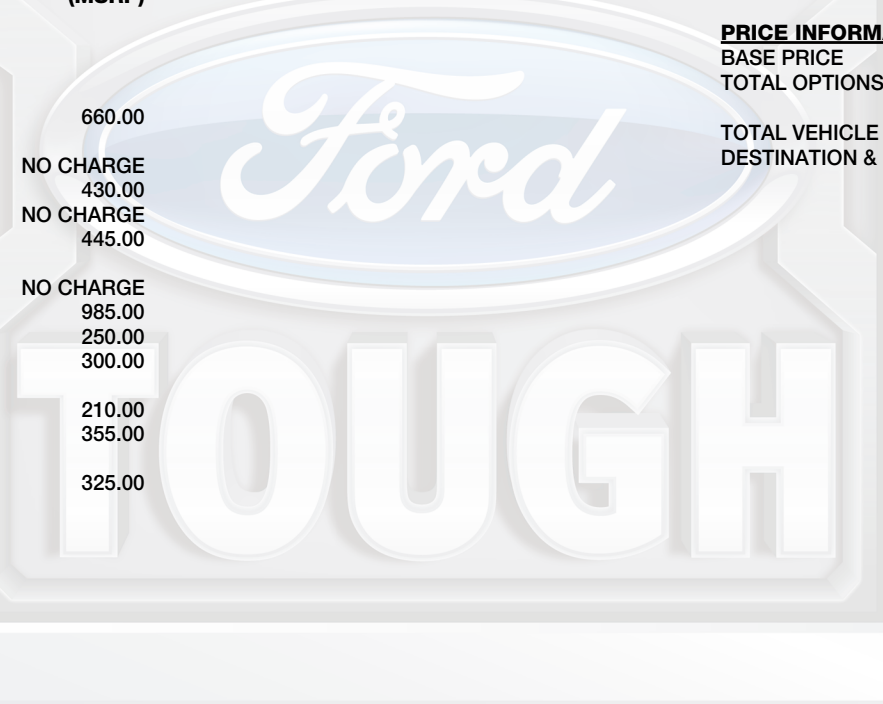 (MSRP)
660.00
NO CHARGE
430.00
NO CHARGE
445.00
NO CHARGE
985.00
250.00
300.00
210.00
355.00
325.00
PRICE INFORMA
BASE PRICE
TOTAL OPTIONS
TOTAL VEHICLE
DESTINATION &
Ford
TOUGH